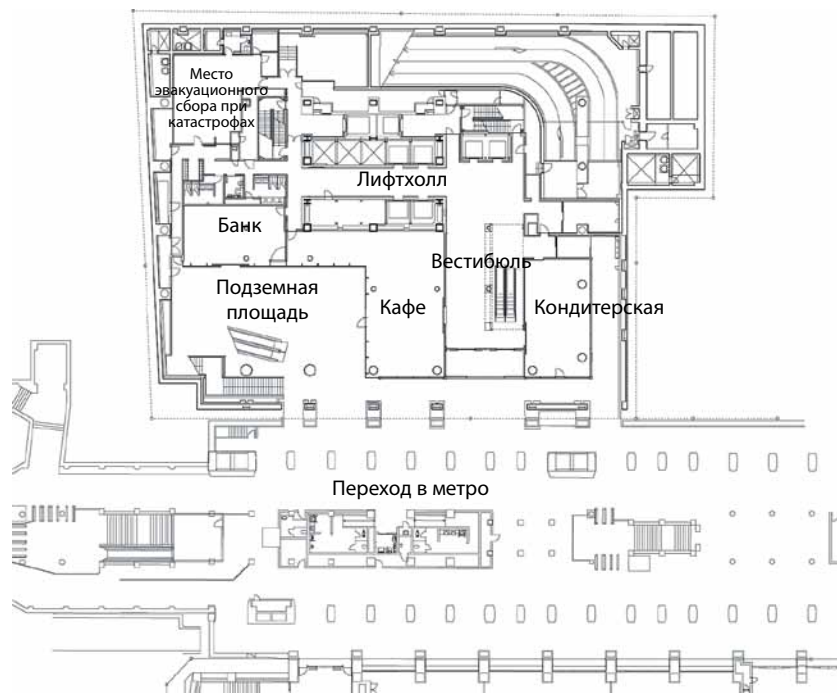 Место
эвакуационного
сбора при
катастрофах
Лифтхолл
Банк
Вестибюль
Подземная
площадь
Кафе
Кондитерская
Переход в метро